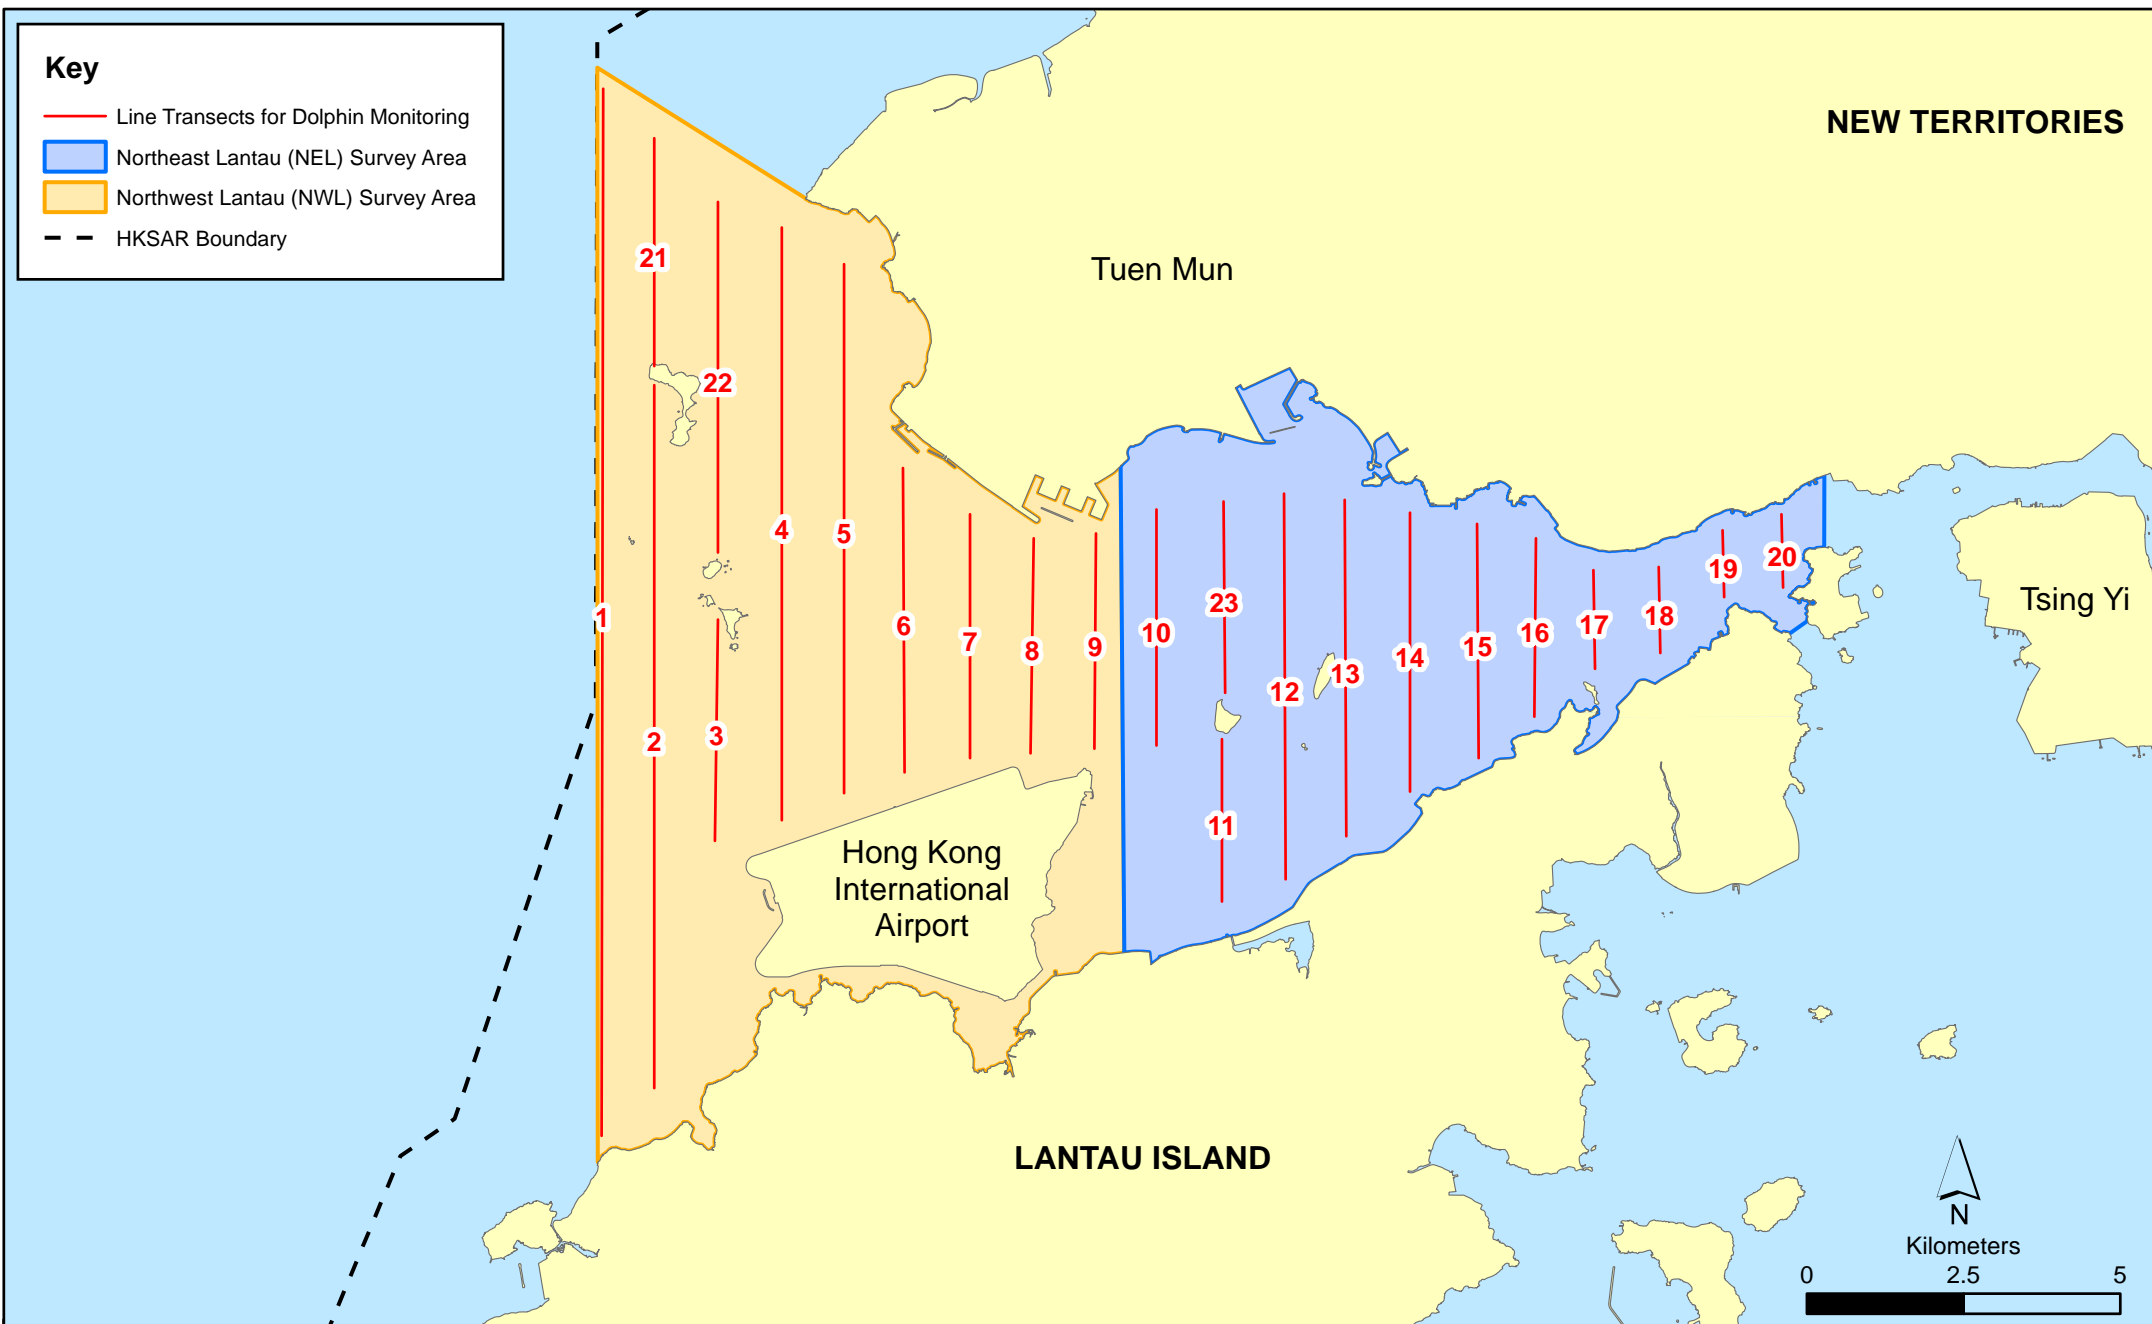 Key
Line Transects for Dolphin Monitoring
Northeast Lantau (NEL) Survey Area
Northwest Lantau (NWL) Survey Area
HKSAR Boundary
NEW TERRITORIES
Tuen Mun
21
22
4
5
20
19
Tsing Yi
23
1
6
10
16
17
18
7
8
9
15
14
13
12
3
2
11
Hong Kong
International
Airport
LANTAU ISLAND
N
Kilometers
0 2.5 5